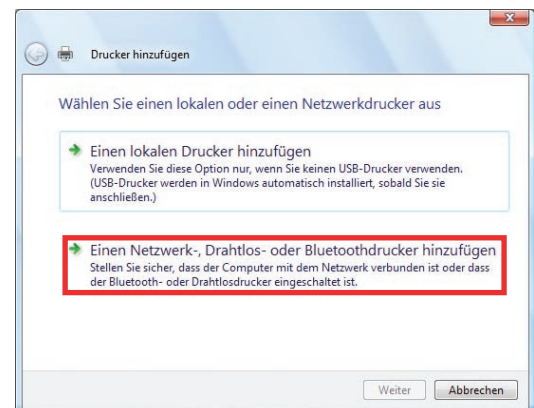 Drucker hinzufügen
Wählen Sie einen lokalen oder einen Netzwerkdrucker aus
Einen lokalen Drucker hinzufügen
Verwenden Sie diese Option nur, wenn Sie keinen USB-Drucker verwenden.
(USB-Drucker werden in Windows automatisch installiert, sobald Sie sie
anschließen.)
Einen Netzwerk-, Drahtlos- oder Bluetoothdrucker hinzufügen
Stellen Sie sicher, dass der Computer mit dem Netzwerk verbunden ist oder dass
der Bluetooth- oder Drahtlosdrucker eingeschaltet ist.
Weiter Abbrechen